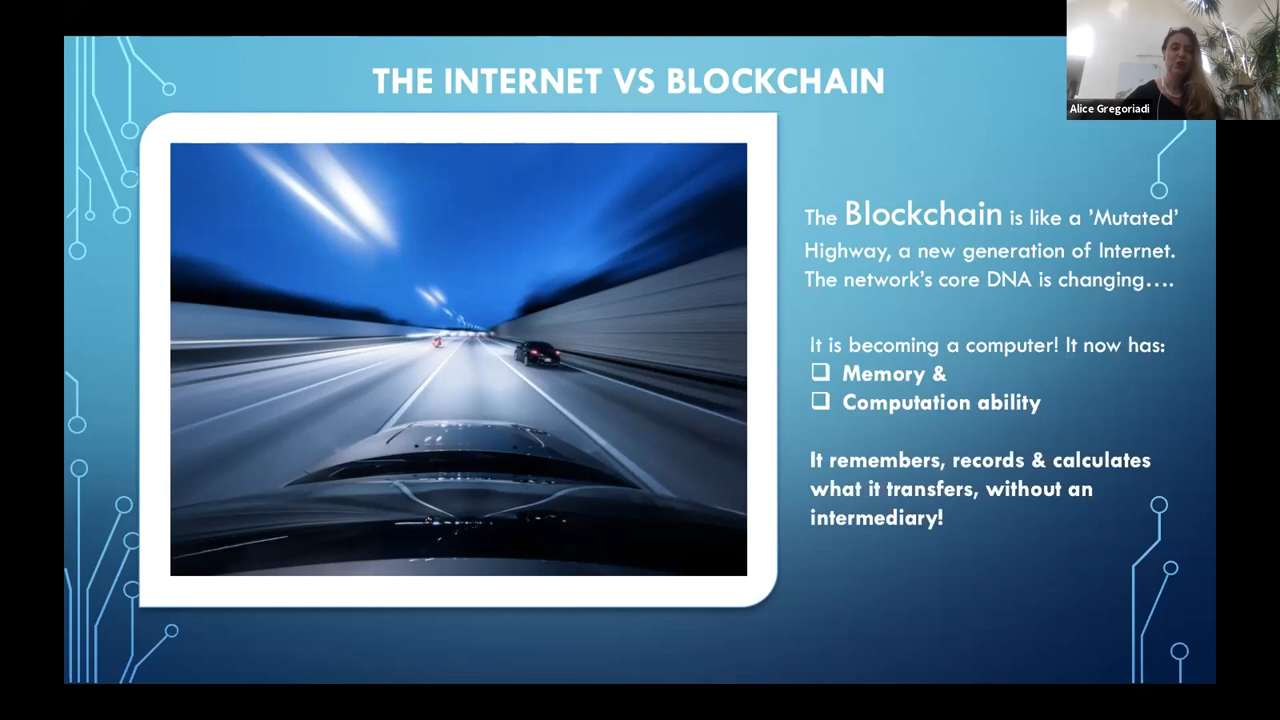 THE INTERNET VS BLOCKCHAIN
Alice Gregoriadi
The Blockchain is like a ’Mutated’
Highway, a new generation of Internet.
The network’s core DNA is changing....
It is becoming a computer! It now has:
❑ Memory &
❑ Computation ability
It remembers, records & calculates
what it transfers, without an
intermediary!